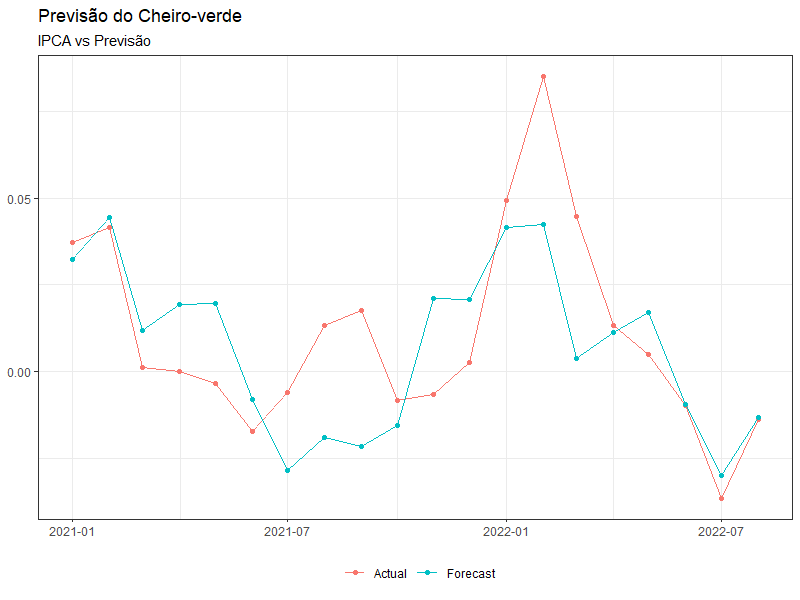 Previsão do Cheiro-verde
IPCA vs Previsão
0.05
0.00
2021-01 2021-07 2022-01 2022-07
Actual Forecast